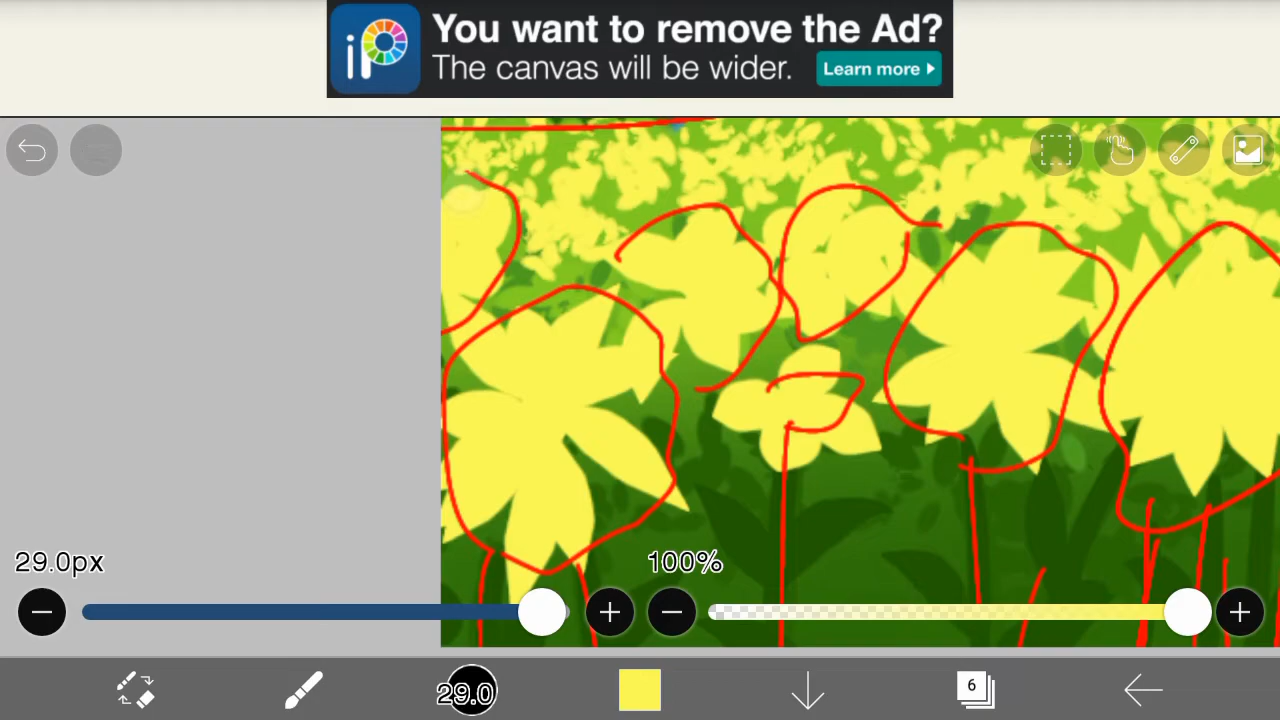 iP
You want to remove the Ad?
The canvas will be wider.
Learn more
29.0px
100%
29.0
6